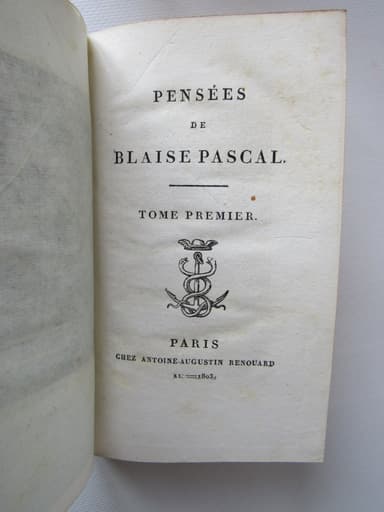 PENSÉES
DE
BLAISE PASCAL.
TOME PREMIER.
PARIS
CHEZ ANTOINE-AUGUSTIN RENOUARD
XI.=1803.